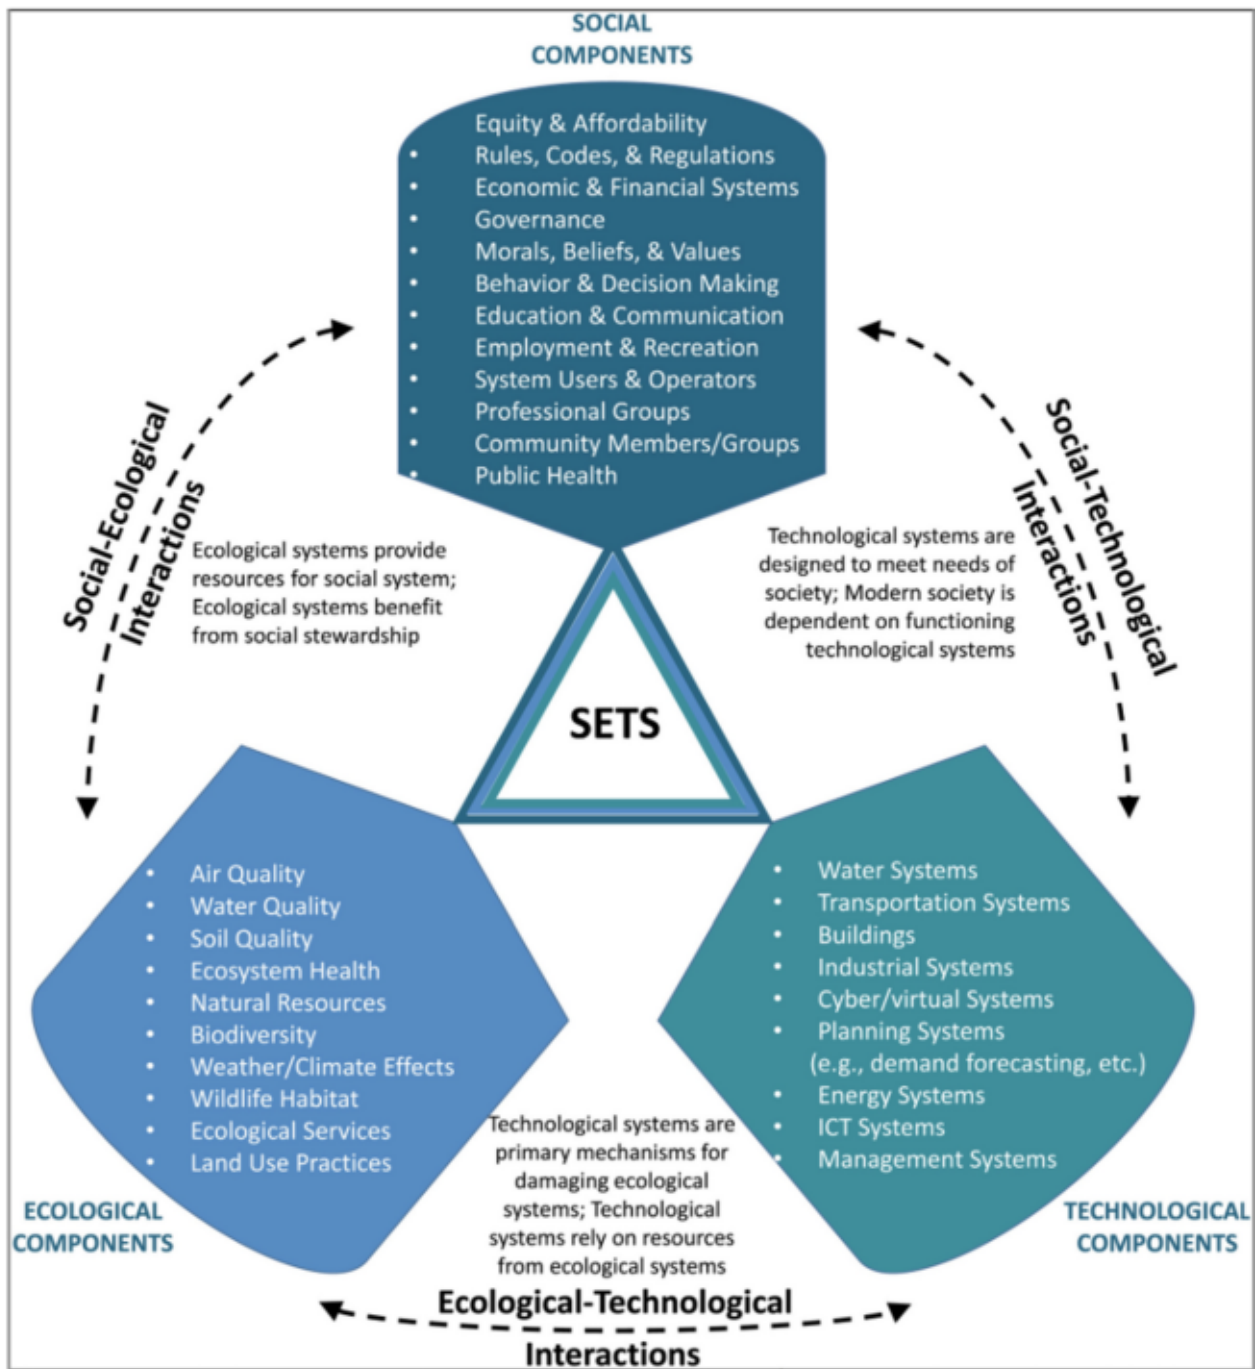 SOCIAL
COMPONENTS
Equity & Affordability
• Rules, Codes, & Regulations
• Economic & Financial Systems
• Governance
• Morals, Beliefs, & Values
• Behavior & Decision Making
• Education & Communication
• Employment & Recreation
• System Users & Operators
• Professional Groups
• Community Members/Groups
• Public Health
Social-Ecological
Interactions
Ecological systems provide
resources for social system;
Ecological systems benefit
from social stewardship
Social-Technological
Interactions
Technological systems are
designed to meet needs of
society; Modern society is
dependent on functioning
technological systems
SETS
• Air Quality
• Water Quality
• Soil Quality
• Ecosystem Health
• Natural Resources
• Biodiversity
• Weather/Climate Effects
• Wildlife Habitat
• Ecological Services
• Land Use Practices
ECOLOGICAL
COMPONENTS
• Water Systems
• Transportation Systems
• Buildings
• Industrial Systems
• Cyber/virtual Systems
• Planning Systems
(e.g., demand forecasting, etc.)
• Energy Systems
• ICT Systems
• Management Systems
TECHNOLOGICAL
COMPONENTS
Technological systems are
primary mechanisms for
damaging ecological
systems; Technological
systems rely on resources
from ecological systems
Ecological-Technological
Interactions